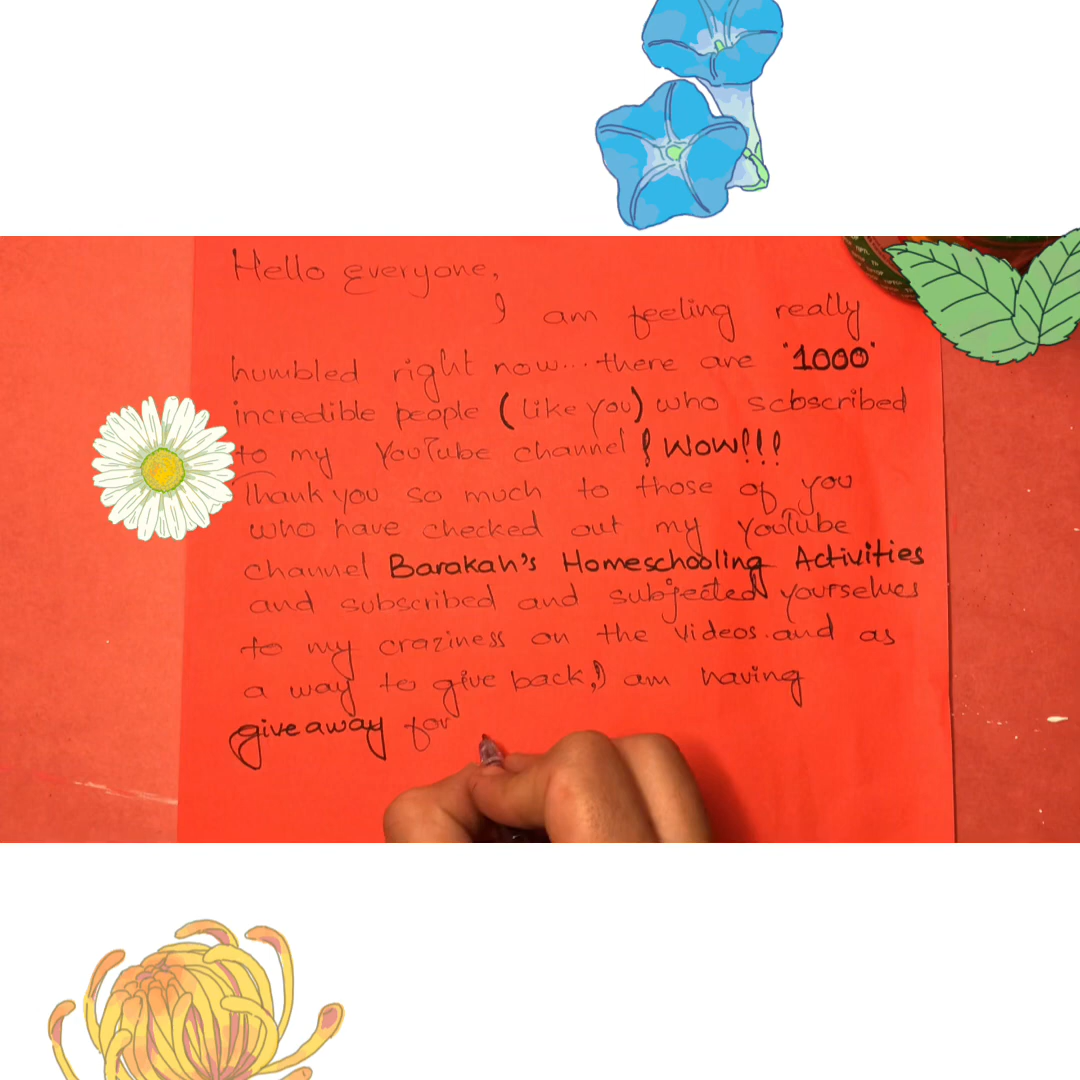 Hello everyone,
I am feeling really
humbled right now... there are "1000"
incredible people (like you) who scbscribed
to my YouTube channel! WOW!!!
Thank you so much to those of you
who have checked out my YouTube
channel Barakah's Homeschooling Activities
and subscribed and subjected yourselves
to my craziness on the videos. and as
a way to give back, I am having
giveaway for